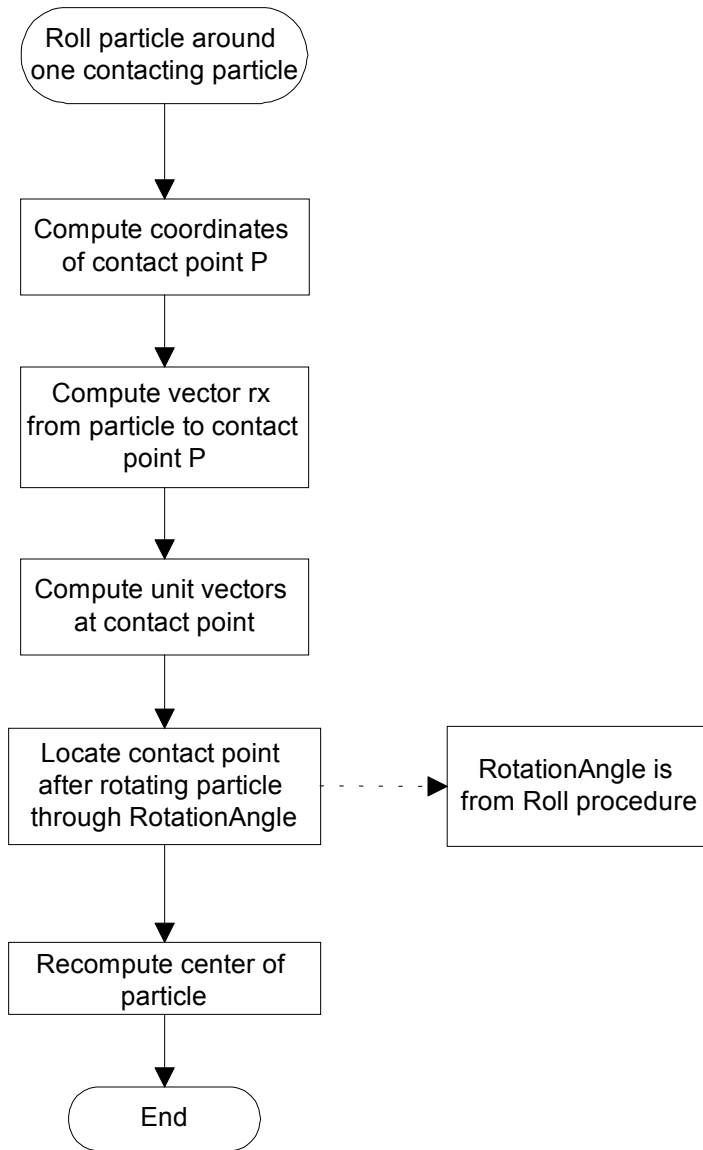 Roll particle around
one contacting particle
Compute coordinates
of contact point P
Compute vector rx
from particle to contact
point P
Compute unit vectors
at contact point
Locate contact point
after rotating particle
through RotationAngle
RotationAngle is
from Roll procedure
Recompute center of
particle
End